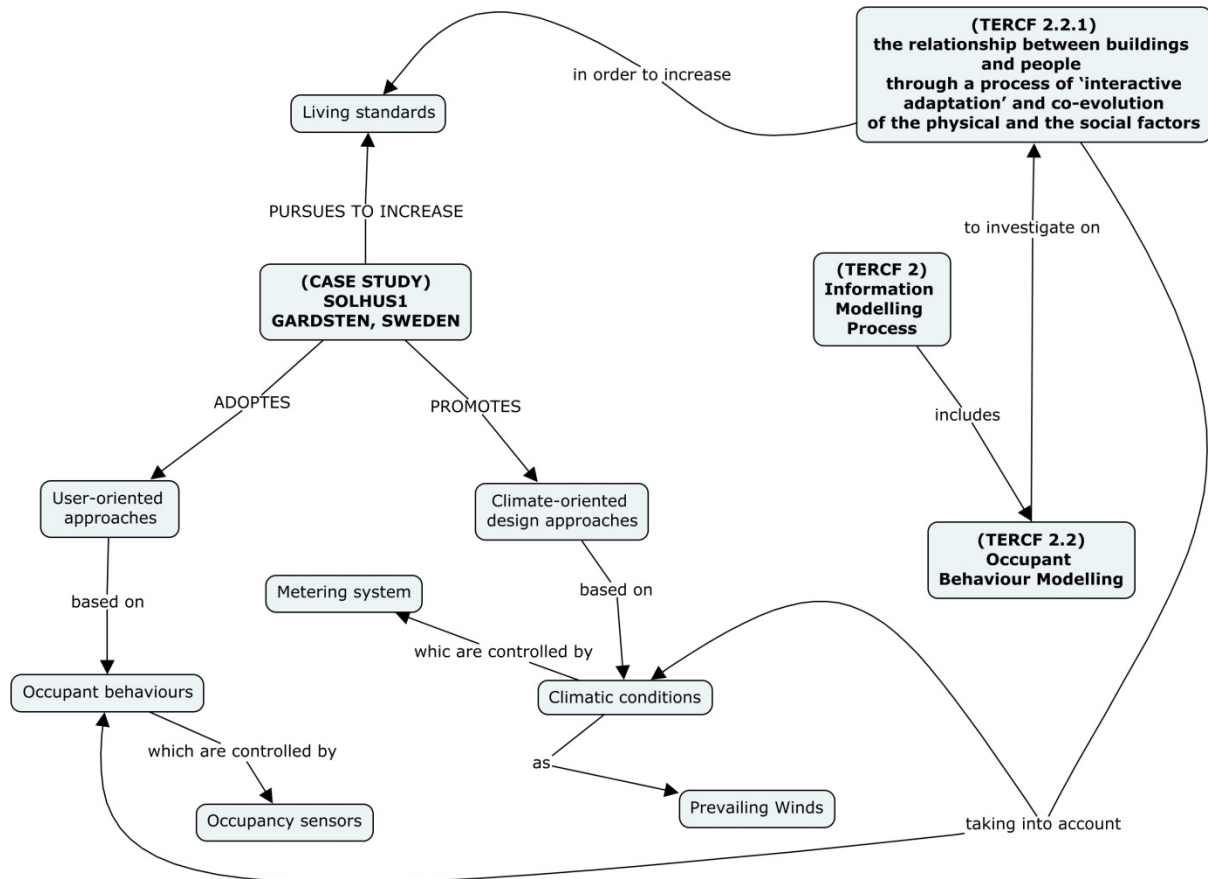 (TERCF 2.2.1)
the relationship between buildings
and people
through a process of ‘interactive
adaptation’ and co-evolution
of the physical and the social factors
in order to increase
Living standards
PURSUES TO INCREASE
to investigate on
(CASE STUDY)
SOLHUS1
GARDSTEN, SWEDEN
(TERCF 2)
Information
Modelling
Process
ADOPTES
PROMOTES
includes
User-oriented
approaches
Climate-oriented
design approaches
(TERCF 2.2)
Occupant
Behaviour Modelling
based on
Metering system
based on
whic are controlled by
Occupant behaviours
Climatic conditions
which are controlled by
as
Occupancy sensors
Prevailing Winds
taking into account